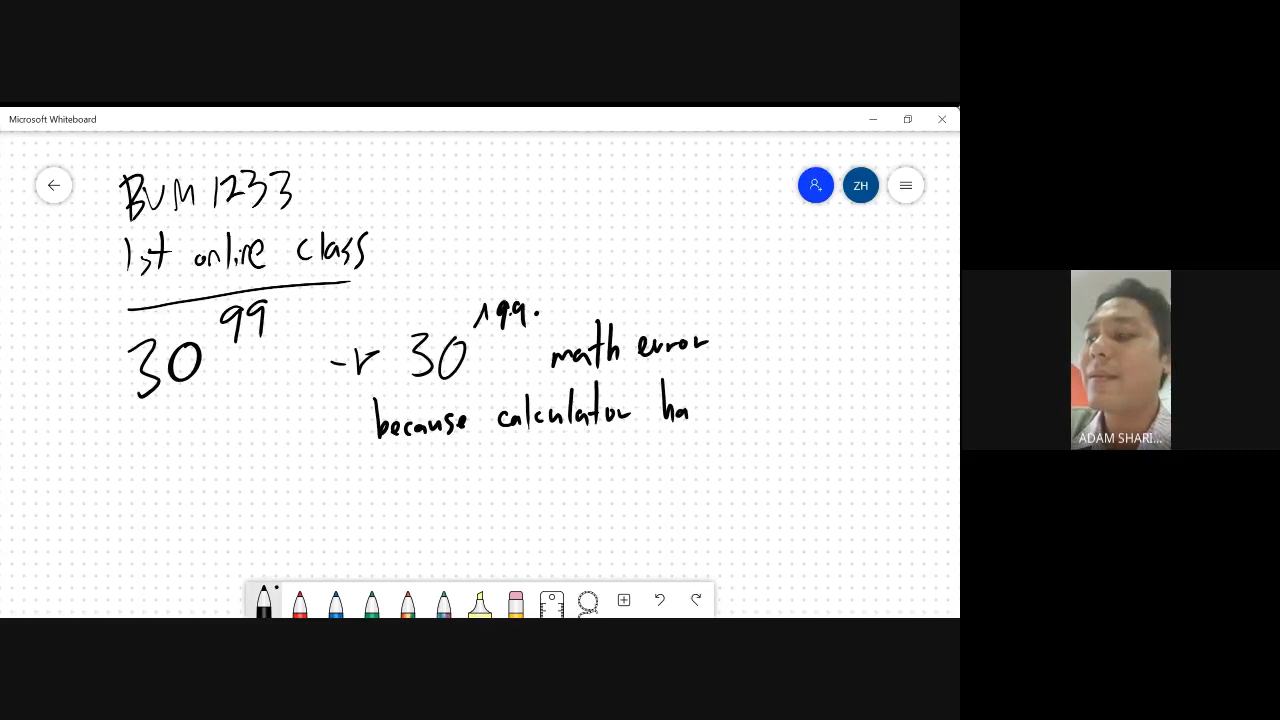 Microsoft Whiteboard
BUM 1233
ZH
1st online class
30^99 → 30^199. math error
because calculator ha
ADAM SHARI...